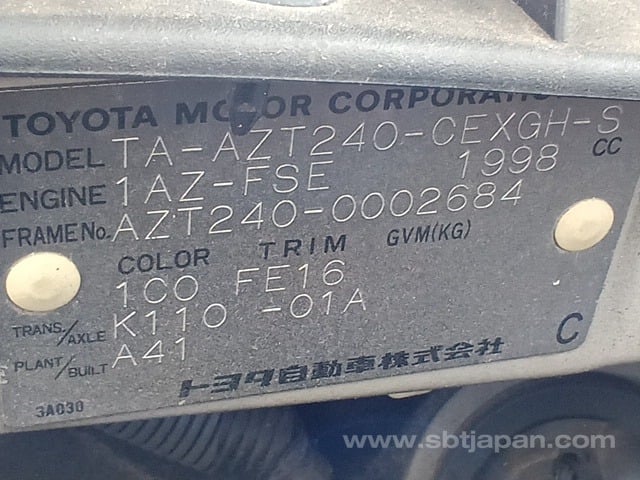 TOYOTA MOTOR CORPORATION
MODEL TA-AZT240-CEXGH-S
ENGINE 1AZ-FSE 1998 CC
FRAME No. AZT240-0002684
COLOR TRIM GVM(KG)
1C0 FE16
TRANS/AXLE K110 -01A
PLANT/BUILT A41 C
トヨタ自動車株式会社
3A030
www.sbtjapan.com